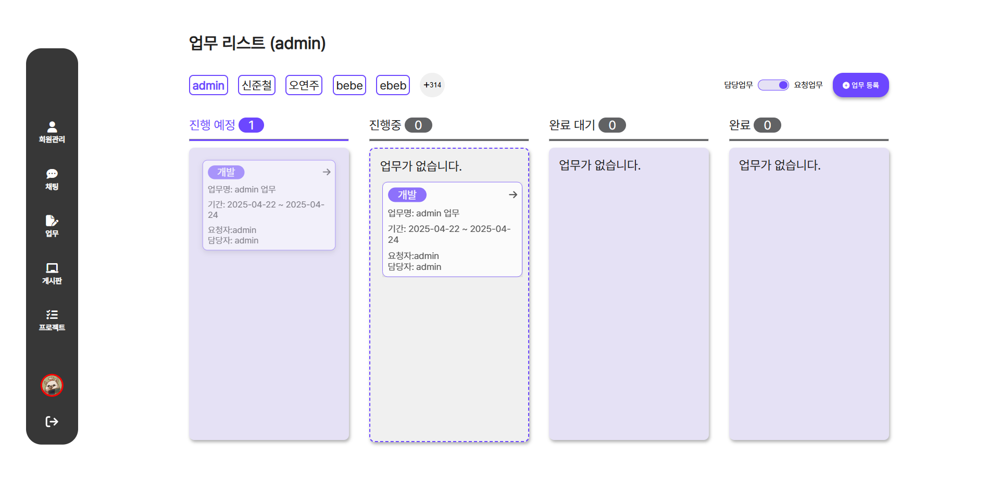 업무 리스트 (admin)
admin 신준철 오연주 bebe ebeb +314
담당업무 요청업무 업무 등록
회원관리
채팅
업무
게시판
프로젝트
진행 예정 1
개발
업무명: admin 업무
기간: 2025-04-22 ~ 2025-04-
24
요청자:admin
담당자: admin
진행중 0
업무가 없습니다.
개발
업무명: admin 업무
기간: 2025-04-22 ~ 2025-04-
24
요청자:admin
담당자: admin
완료 대기 0
업무가 없습니다.
완료 0
업무가 없습니다.